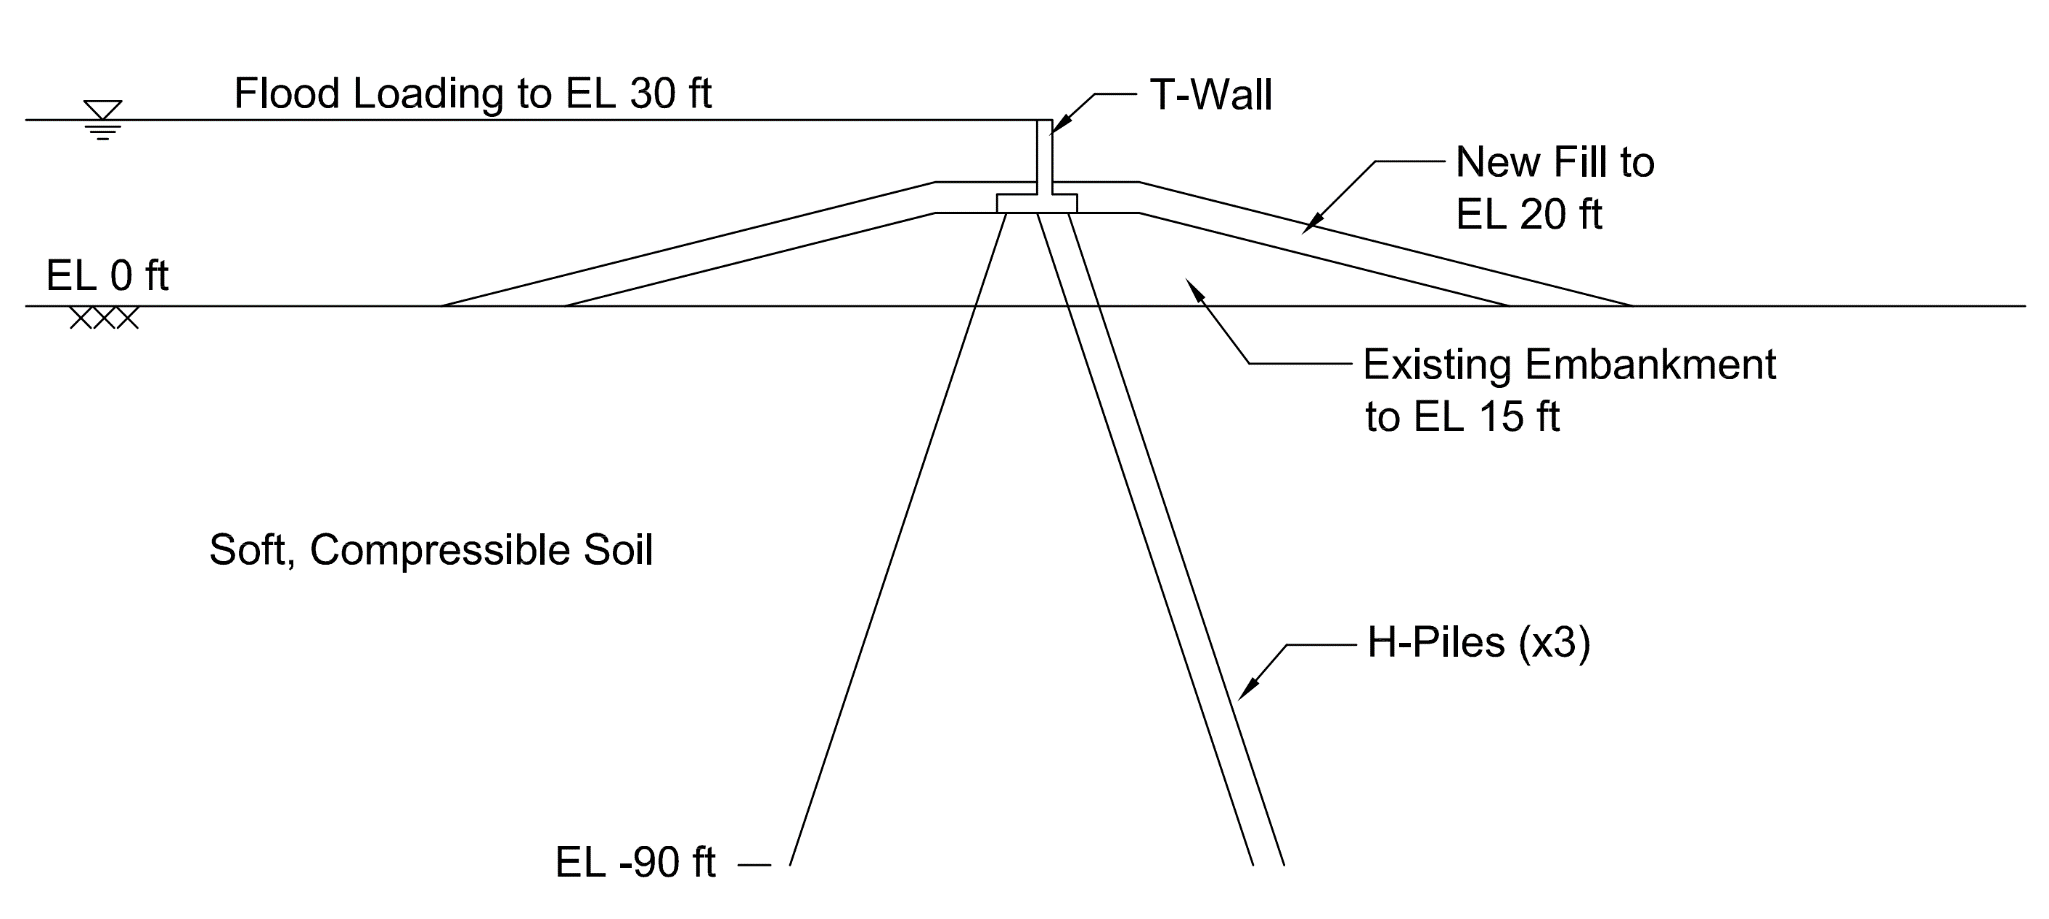 Flood Loading to EL 30 ft
T-Wall
New Fill to
EL 20 ft
EL 0 ft
Existing Embankment
to EL 15 ft
Soft, Compressible Soil
H-Piles (x3)
EL -90 ft